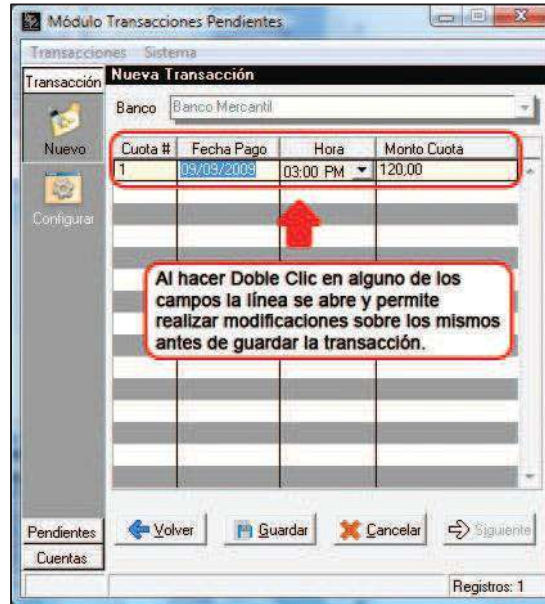 Módulo Transacciones Pendientes
Transacciones Sistema
Transacción
Nueva Transacción
Banco Banco Mercantil
Nuevo
Configurar
Cuota # Fecha Pago Hora Monto Cuota
1 09/09/2009 03:00 PM 120,00
Al hacer Doble Clic en alguno de los
campos la línea se abre y permite
realizar modificaciones sobre los mismos
antes de guardar la transacción.
Pendientes
Cuentas
Volver Guardar Cancelar Siguiente
Registros: 1